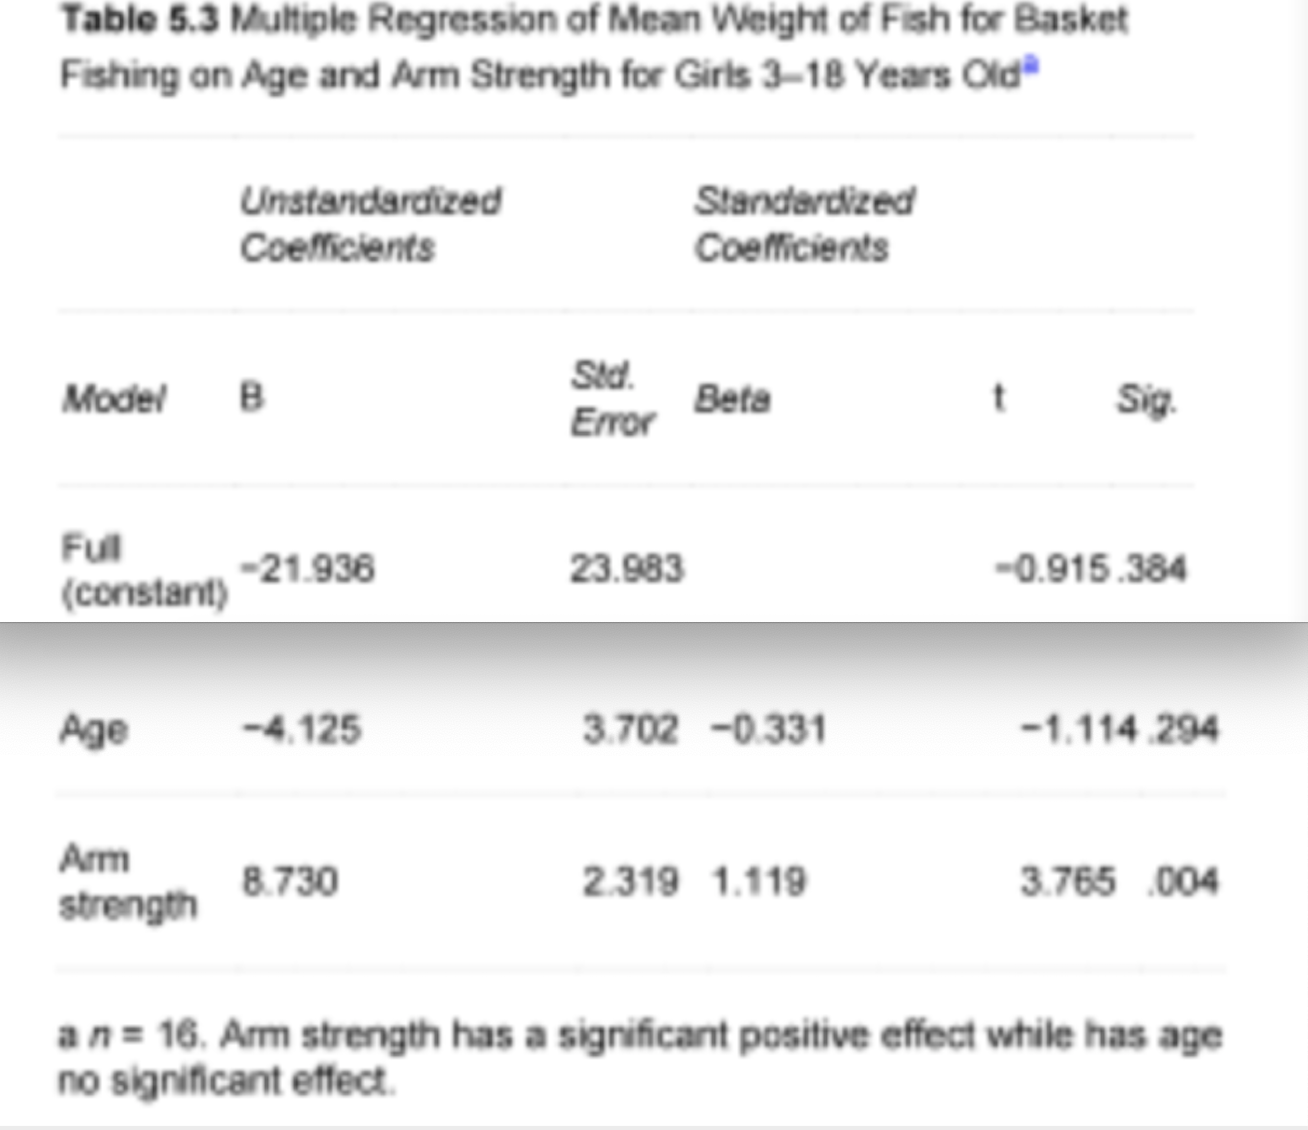 Table 5.3 Multiple Regression of Mean Weight of Fish for Basket
Fishing on Age and Arm Strength for Girls 3–18 Years Old a
Unstandardized Coefficients Standardized Coefficients
Model B Std. Error Beta t Sig.
Full (constant) −21.936 23.983 −0.915 .384
Age −4.125 3.702 −0.331 −1.114 .294
Arm strength 8.730 2.319 1.119 3.765 .004
a n = 16. Arm strength has a significant positive effect while has age
no significant effect.